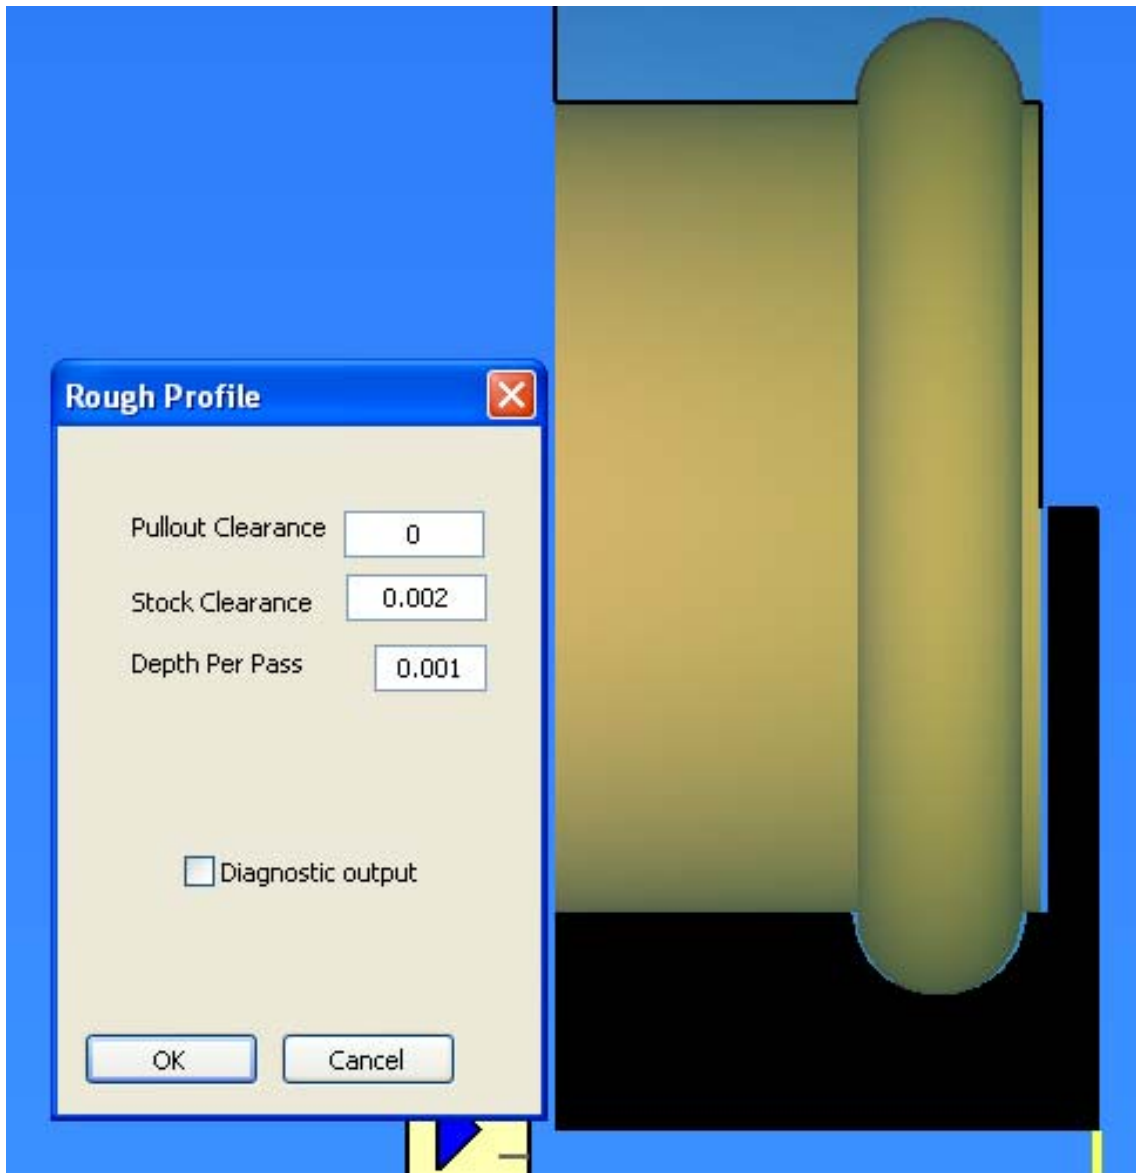 Rough Profile
Pullout Clearance 0
Stock Clearance 0.002
Depth Per Pass 0.001
Diagnostic output
OK Cancel